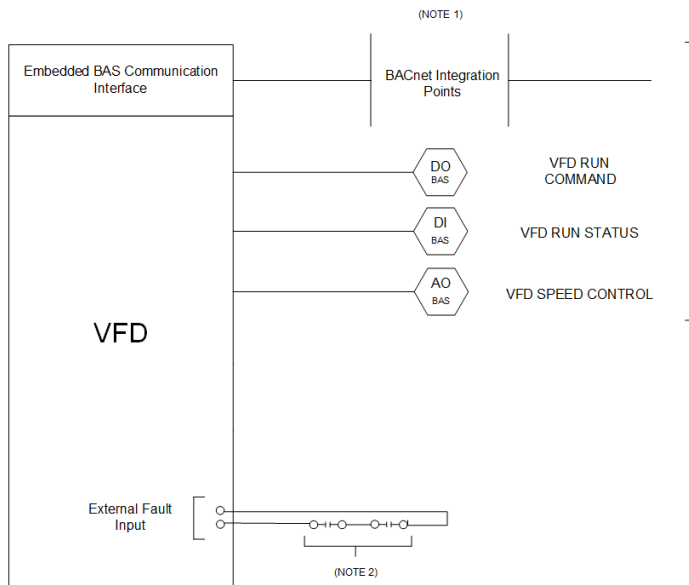 (NOTE 1)
Embedded BAS Communication
Interface
BACnet Integration
Points
DO
BAS
VFD RUN
COMMAND
DI
BAS
VFD RUN STATUS
AO
BAS
VFD SPEED CONTROL
VFD
External Fault
Input
(NOTE 2)